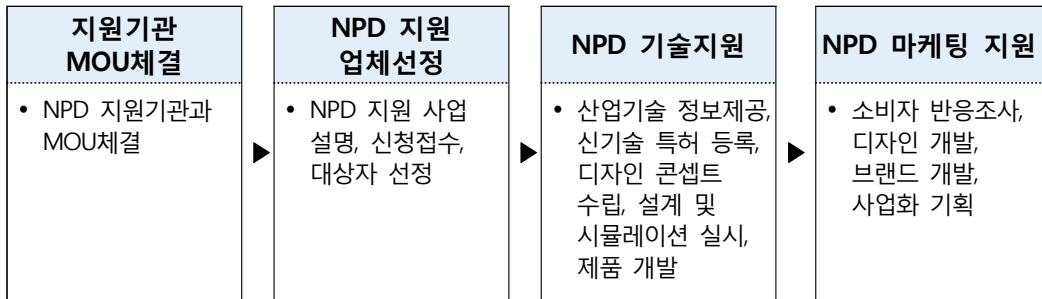 지원기관
MOU체결
• NPD 지원기관과
MOU체결
▶
NPD 지원
업체선정
• NPD 지원 사업
설명, 신청접수,
대상자 선정
▶
NPD 기술지원
• 산업기술 정보제공,
신기술 특허 등록,
디자인 콘셉트
수립, 설계 및
시뮬레이션 실시,
제품 개발
▶
NPD 마케팅 지원
• 소비자 반응조사,
디자인 개발,
브랜드 개발,
사업화 기획